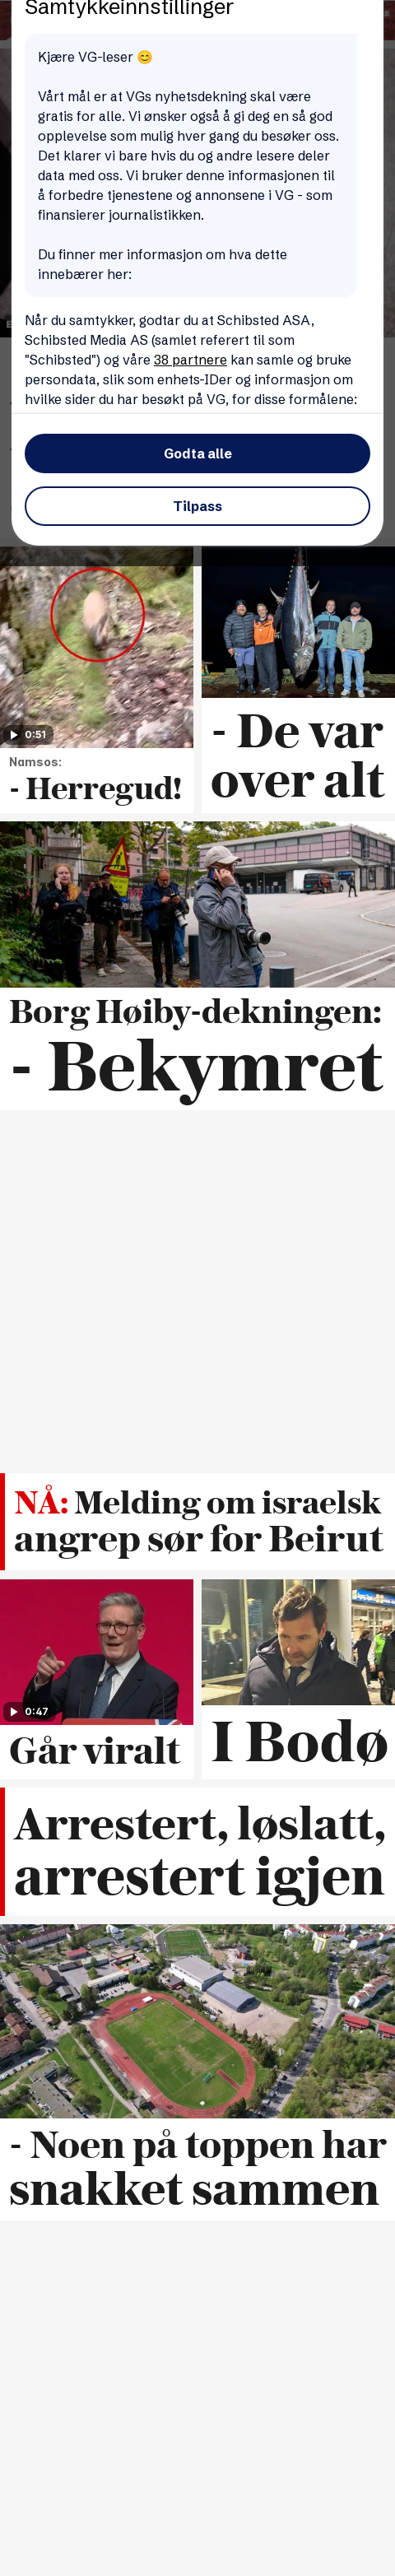 Samtykkeinnstillinger
Kjære VG-leser 😊
Vårt mål er at VGs nyhetsdekning skal være
gratis for alle. Vi ønsker også å gi deg en så god
opplevelse som mulig hver gang du besøker oss.
Det klarer vi bare hvis du og andre lesere deler
data med oss. Vi bruker denne informasjonen til
å forbedre tjenestene og annonsene i VG - som
finansierer journalistikken.
Du finner mer informasjon om hva dette
innebærer her:
Når du samtykker, godtar du at Schibsted ASA,
Schibsted Media AS (samlet referert til som
"Schibsted") og våre 38 partnere kan samle og bruke
persondata, slik som enhets-IDer og informasjon om
hvilke sider du har besøkt på VG, for disse formålene:
Godta alle
Tilpass
0:51
Namsos:
- Herregud!
- De var
over alt
Borg Høiby-dekningen:
- Bekymret
NÅ: Melding om israelsk
angrep sør for Beirut
0:47
Går viralt
I Bodø
Arrestert, løslatt,
arrestert igjen
- Noen på toppen har
snakket sammen